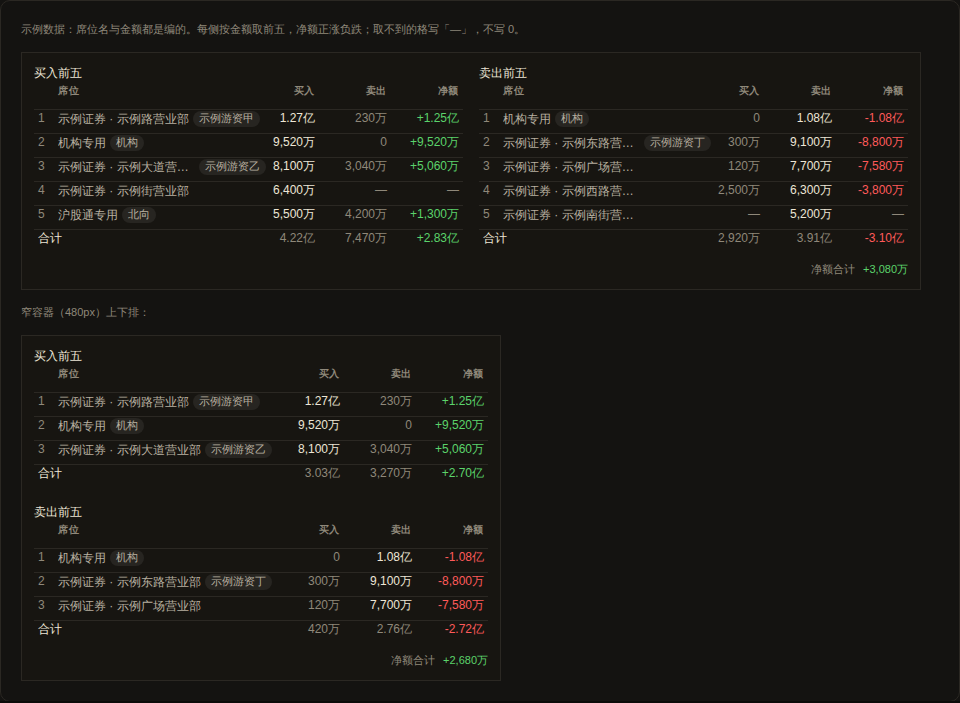 示例数据：席位名与金额都是编的。每侧按金额取前五，净额正涨负跌；取不到的格写「—」，不写 0。
买入前五
席位 买入 卖出 净额
1 示例证券 · 示例路营业部 示例游资甲 1.27亿 230万 +1.25亿
2 机构专用 机构 9,520万 0 +9,520万
3 示例证券 · 示例大道营… 示例游资乙 8,100万 3,040万 +5,060万
4 示例证券 · 示例街营业部 6,400万 — —
5 沪股通专用 北向 5,500万 4,200万 +1,300万
合计 4.22亿 7,470万 +2.83亿
卖出前五
席位 买入 卖出 净额
1 机构专用 机构 0 1.08亿 -1.08亿
2 示例证券 · 示例东路营… 示例游资丁 300万 9,100万 -8,800万
3 示例证券 · 示例广场营… 120万 7,700万 -7,580万
4 示例证券 · 示例西路营… 2,500万 6,300万 -3,800万
5 示例证券 · 示例南街营… — 5,200万 —
合计 2,920万 3.91亿 -3.10亿
净额合计 +3,080万
窄容器（480px）上下排：
买入前五
席位 买入 卖出 净额
1 示例证券 · 示例路营业部 示例游资甲 1.27亿 230万 +1.25亿
2 机构专用 机构 9,520万 0 +9,520万
3 示例证券 · 示例大道营业部 示例游资乙 8,100万 3,040万 +5,060万
合计 3.03亿 3,270万 +2.70亿
卖出前五
席位 买入 卖出 净额
1 机构专用 机构 0 1.08亿 -1.08亿
2 示例证券 · 示例东路营业部 示例游资丁 300万 9,100万 -8,800万
3 示例证券 · 示例广场营业部 120万 7,700万 -7,580万
合计 420万 2.76亿 -2.72亿
净额合计 +2,680万